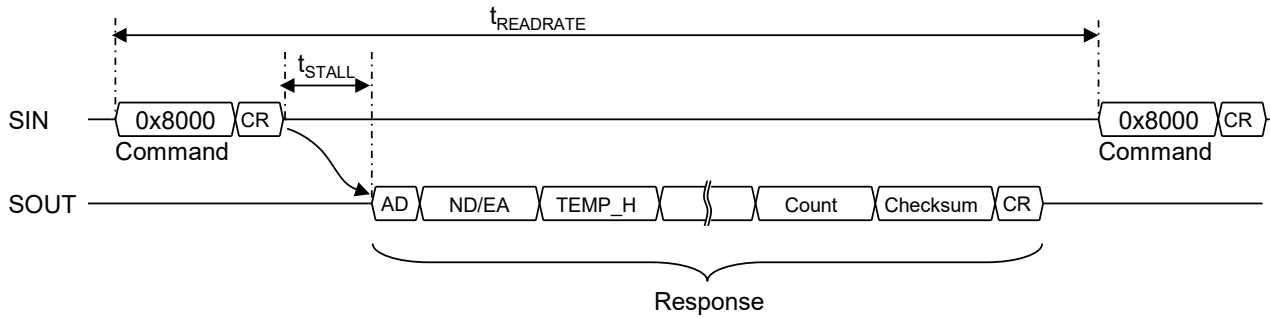 tREADRATE
tSTALL
SIN 0x8000 CR 0x8000 CR
Command Command
SOUT AD ND/EA TEMP_H Count Checksum CR
Response